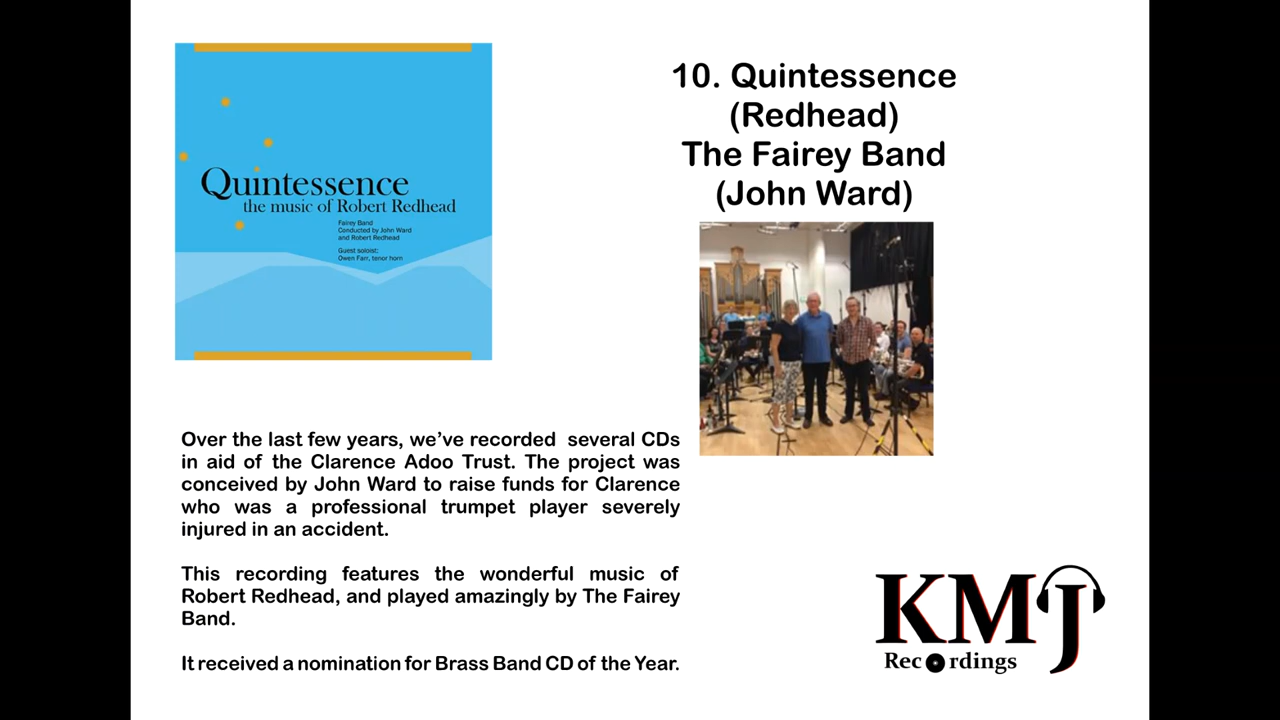 Quintessence
the music of Robert Redhead
Fairey Band
Conducted by John Ward
and Robert Redhead
Guest soloist:
Owen Farr, tenor horn
10. Quintessence
(Redhead)
The Fairey Band
(John Ward)
Over the last few years, we’ve recorded several CDs
in aid of the Clarence Adoo Trust. The project was
conceived by John Ward to raise funds for Clarence
who was a professional trumpet player severely
injured in an accident.
This recording features the wonderful music of
Robert Redhead, and played amazingly by The Fairey
Band.
It received a nomination for Brass Band CD of the Year.
KMJ
Recordings